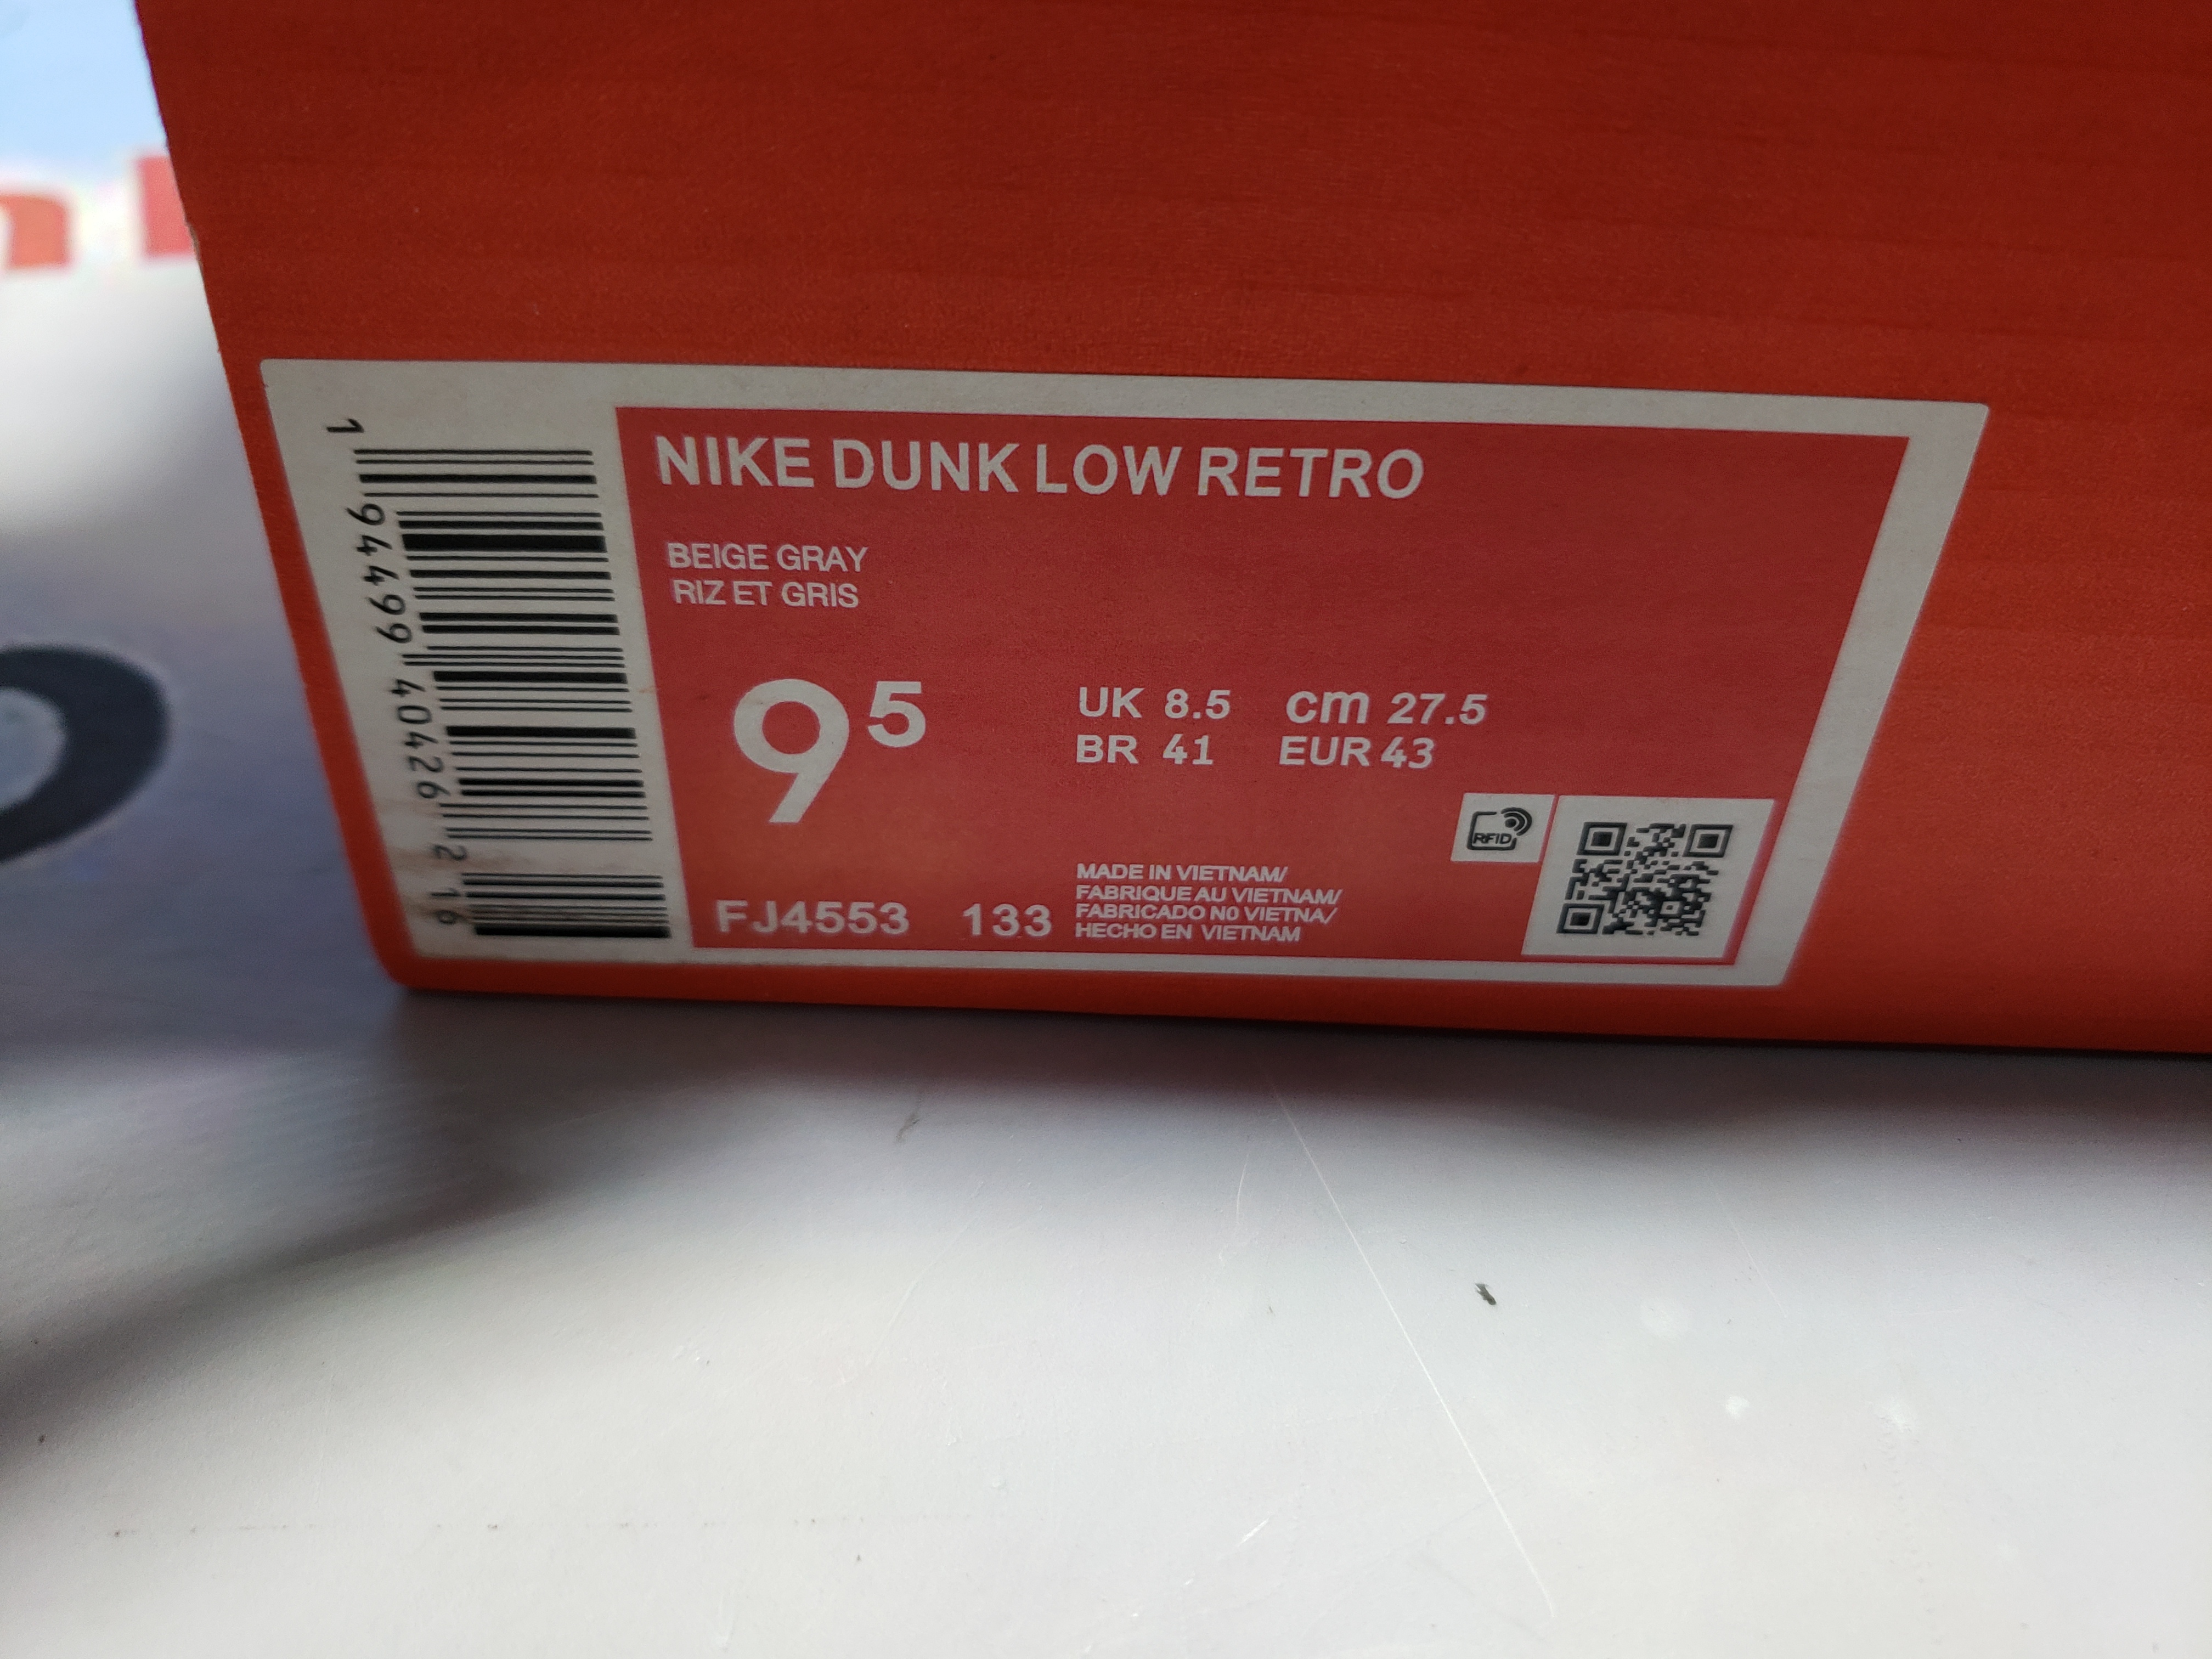 NIKE DUNK LOW RETRO
BEIGE GRAY
RIZ ET GRIS
9 5
UK 8.5 cm 27.5
BR 41 EUR 43
RFID
MADE IN VIETNAM/
FABRIQUE AU VIETNAM/
FABRICADO N0 VIETNA/
HECHO EN VIETNAM
FJ4553 133
1 94499 40426 2 16